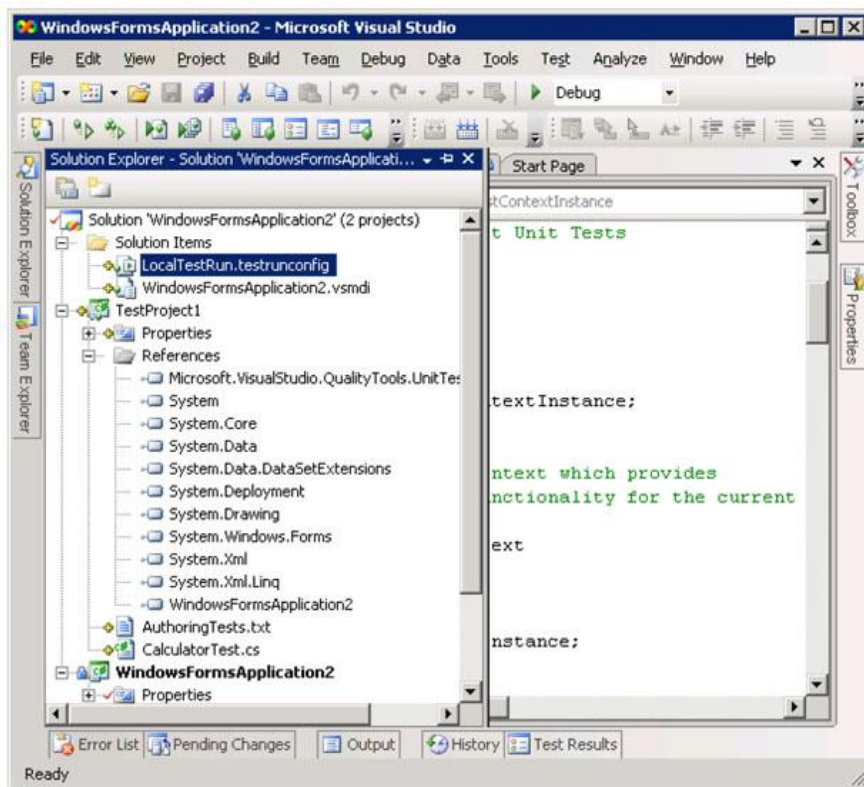 WindowsFormsApplication2 - Microsoft Visual Studio
File Edit View Project Build Team Debug Data Tools Test Analyze Window Help
Debug
Solution Explorer - Solution 'WindowsFormsApplicati...
Start Page
Solution Explorer
Team Explorer
Toolbox
Properties
Solution 'WindowsFormsApplication2' (2 projects)
Solution Items
LocalTestRun.testrunconfig
WindowsFormsApplication2.vsmdi
TestProject1
Properties
References
Microsoft.VisualStudio.QualityTools.UnitTes
System
System.Core
System.Data
System.Data.DataSetExtensions
System.Deployment
System.Drawing
System.Windows.Forms
System.Xml
System.Xml.Linq
WindowsFormsApplication2
AuthoringTests.txt
CalculatorTest.cs
WindowsFormsApplication2
Properties
stContextInstance
t Unit Tests
textInstance;
ntext which provides
nctionality for the current
ext
nstance;
Error List Pending Changes Output History Test Results
Ready